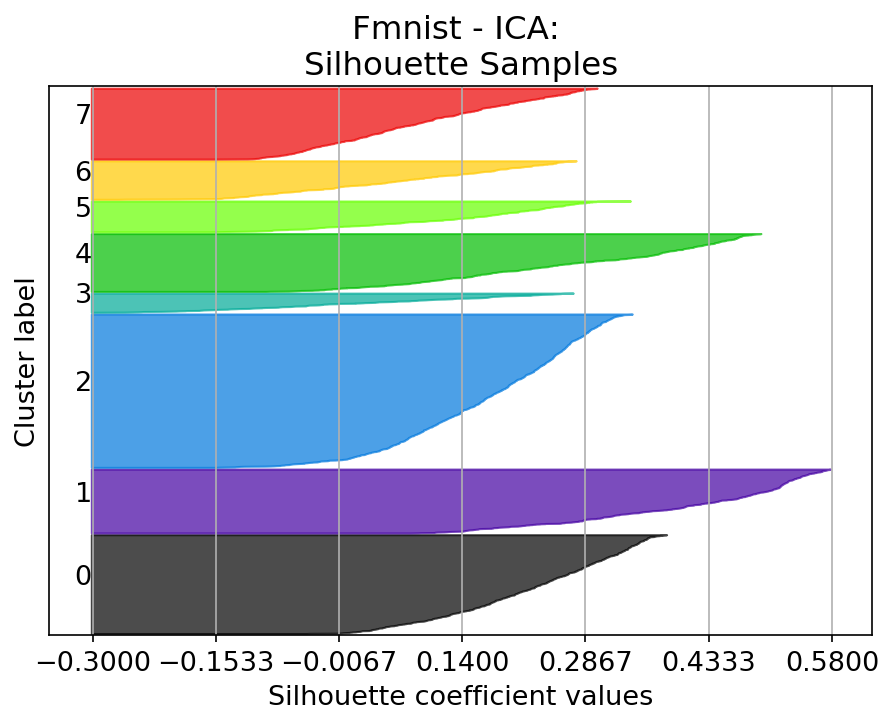 Fmnist - ICA:
Silhouette Samples
Cluster label
7
6
5
4
3
2
1
0
−0.3000 −0.1533 −0.0067 0.1400 0.2867 0.4333 0.5800
Silhouette coefficient values